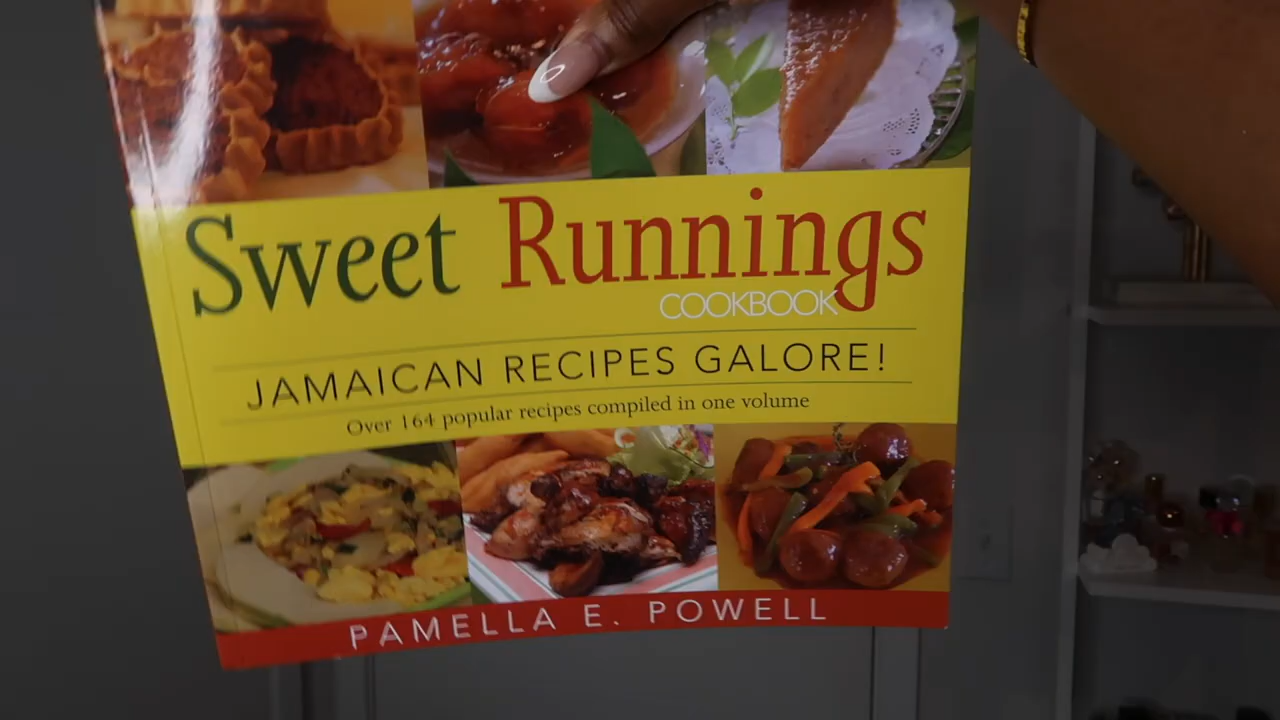 Sweet Runnings
COOKBOOK
JAMAICAN RECIPES GALORE!
Over 164 popular recipes compiled in one volume
PAMELLA E. POWELL